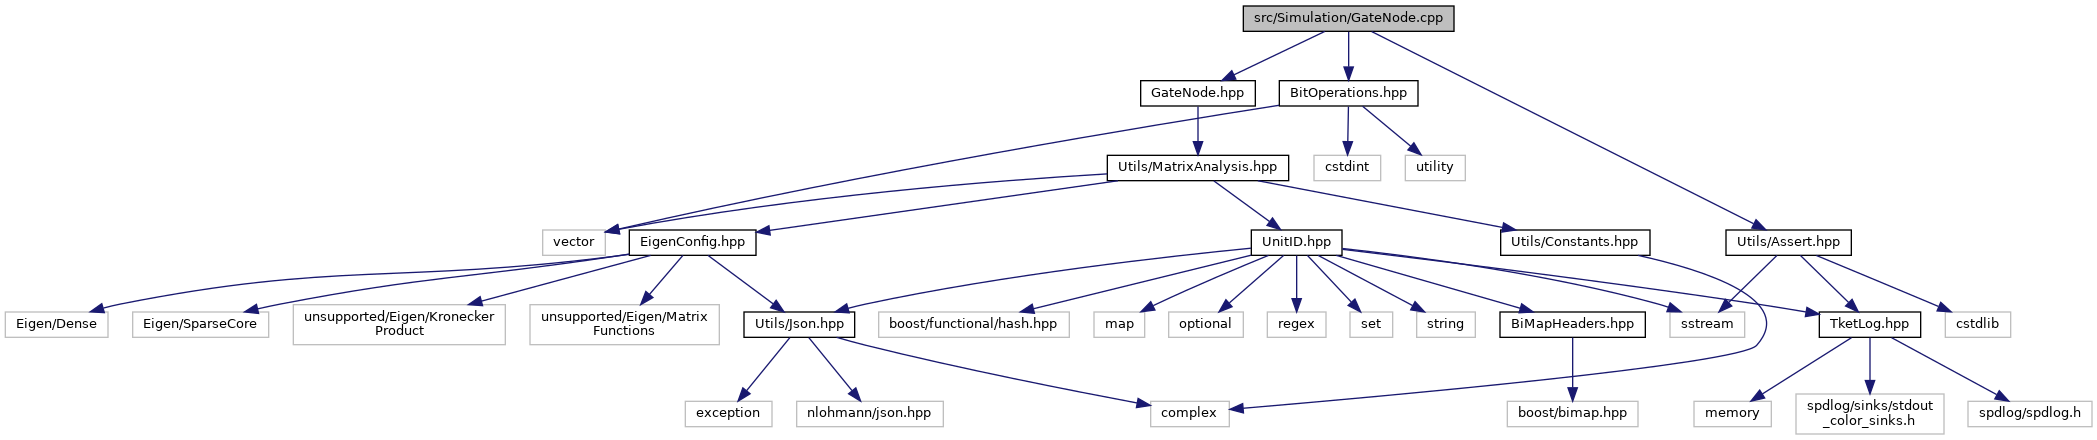 src/Simulation/GateNode.cpp
GateNode.hpp
BitOperations.hpp
Utils/MatrixAnalysis.hpp
cstdint
utility
vector
EigenConfig.hpp
UnitID.hpp
Utils/Constants.hpp
Utils/Assert.hpp
Eigen/Dense
Eigen/SparseCore
unsupported/Eigen/Kronecker
Product
unsupported/Eigen/Matrix
Functions
Utils/Json.hpp
boost/functional/hash.hpp
map
optional
regex
set
string
BiMapHeaders.hpp
sstream
TketLog.hpp
cstdlib
exception
nlohmann/json.hpp
complex
boost/bimap.hpp
memory
spdlog/sinks/stdout
_color_sinks.h
spdlog/spdlog.h